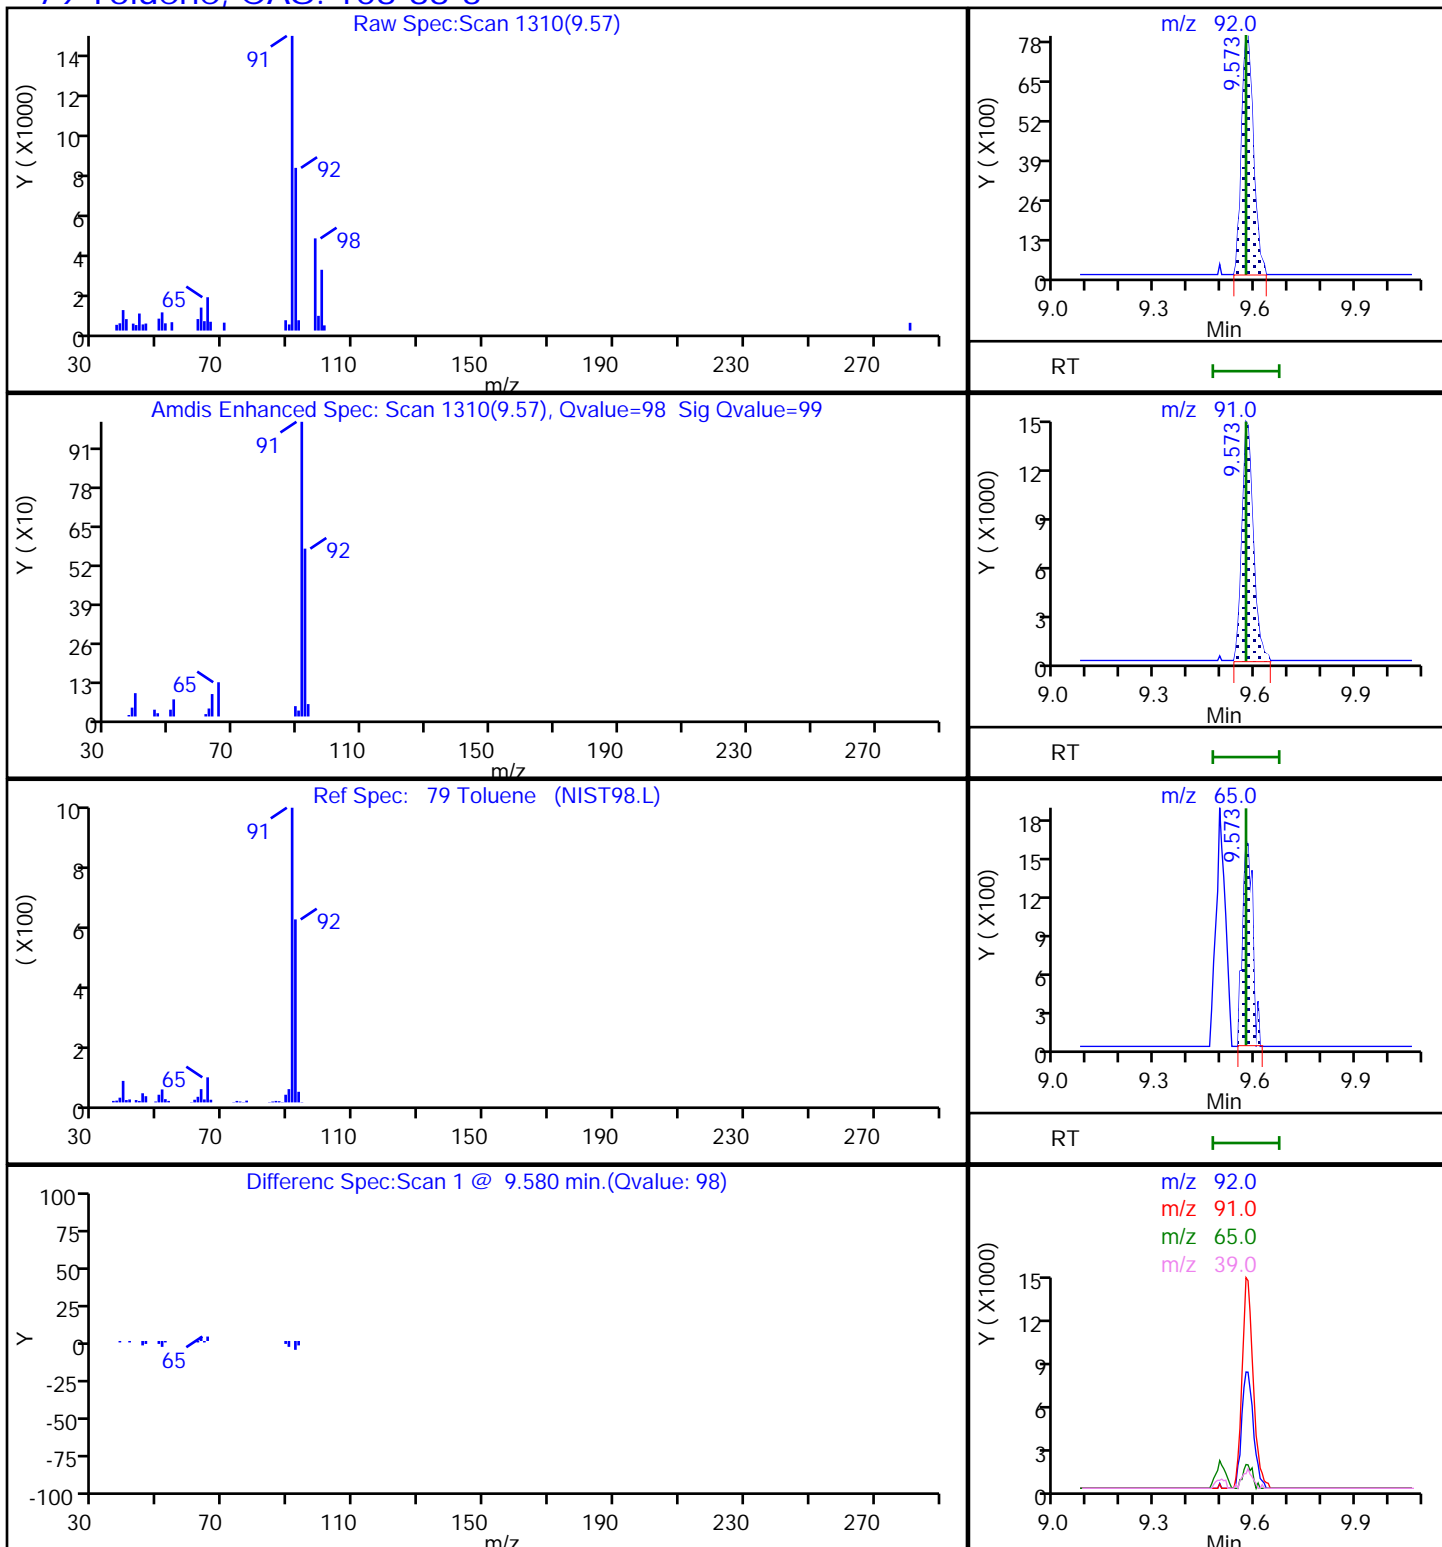 79 Toluene, CAS: 108-88-3
Raw Spec:Scan 1310(9.57)
Y ( X1000)
14
12
10
8
6
4
2
0
91
92
98
65
30 70 110 150 190 230 270
m/z
m/z 92.0
Y ( X100)
78
65
52
39
26
13
0
9.573
9.0 9.3 9.6 9.9
Min
RT
Amdis Enhanced Spec: Scan 1310(9.57), Qvalue=98 Sig Qvalue=99
Y ( X10)
91
78
65
52
39
26
13
0
91
92
65
30 70 110 150 190 230 270
m/z
m/z 91.0
Y ( X1000)
15
12
9
6
3
0
9.573
9.0 9.3 9.6 9.9
Min
RT
Ref Spec: 79 Toluene (NIST98.L)
( X100)
10
8
6
4
2
0
91
92
65
30 70 110 150 190 230 270
m/z 65.0
Y ( X100)
18
15
12
9
6
3
0
9.573
9.0 9.3 9.6 9.9
Min
RT
Differenc Spec:Scan 1 @ 9.580 min.(Qvalue: 98)
Y
100
75
50
25
0
-25
-50
-75
-100
65
30 70 110 150 190 230 270
m/z
m/z 92.0
m/z 91.0
m/z 65.0
m/z 39.0
Y ( X1000)
15
12
9
6
3
0
9.0 9.3 9.6 9.9
Min